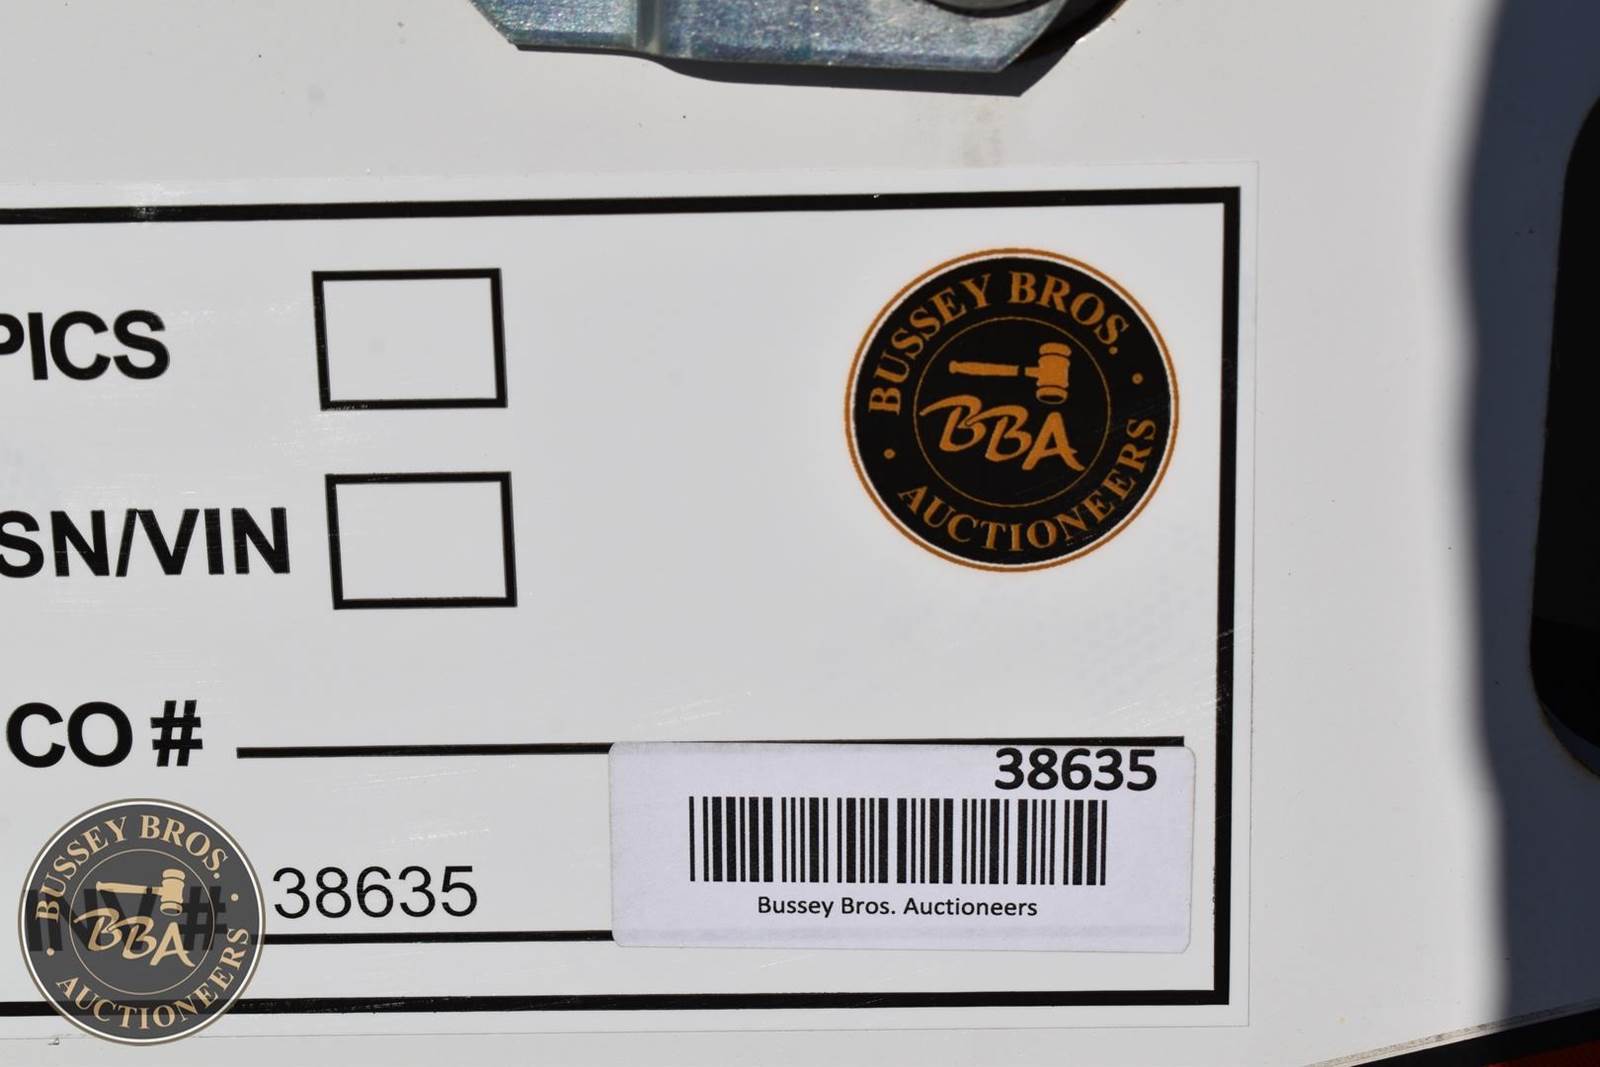 PICS
BUSSEY BROS.
BBA
AUCTIONEERS
SN/VIN
CO #
38635
Bussey Bros. Auctioneers
INV # 38635
BUSSEY BROS.
BBA
AUCTIONEERS